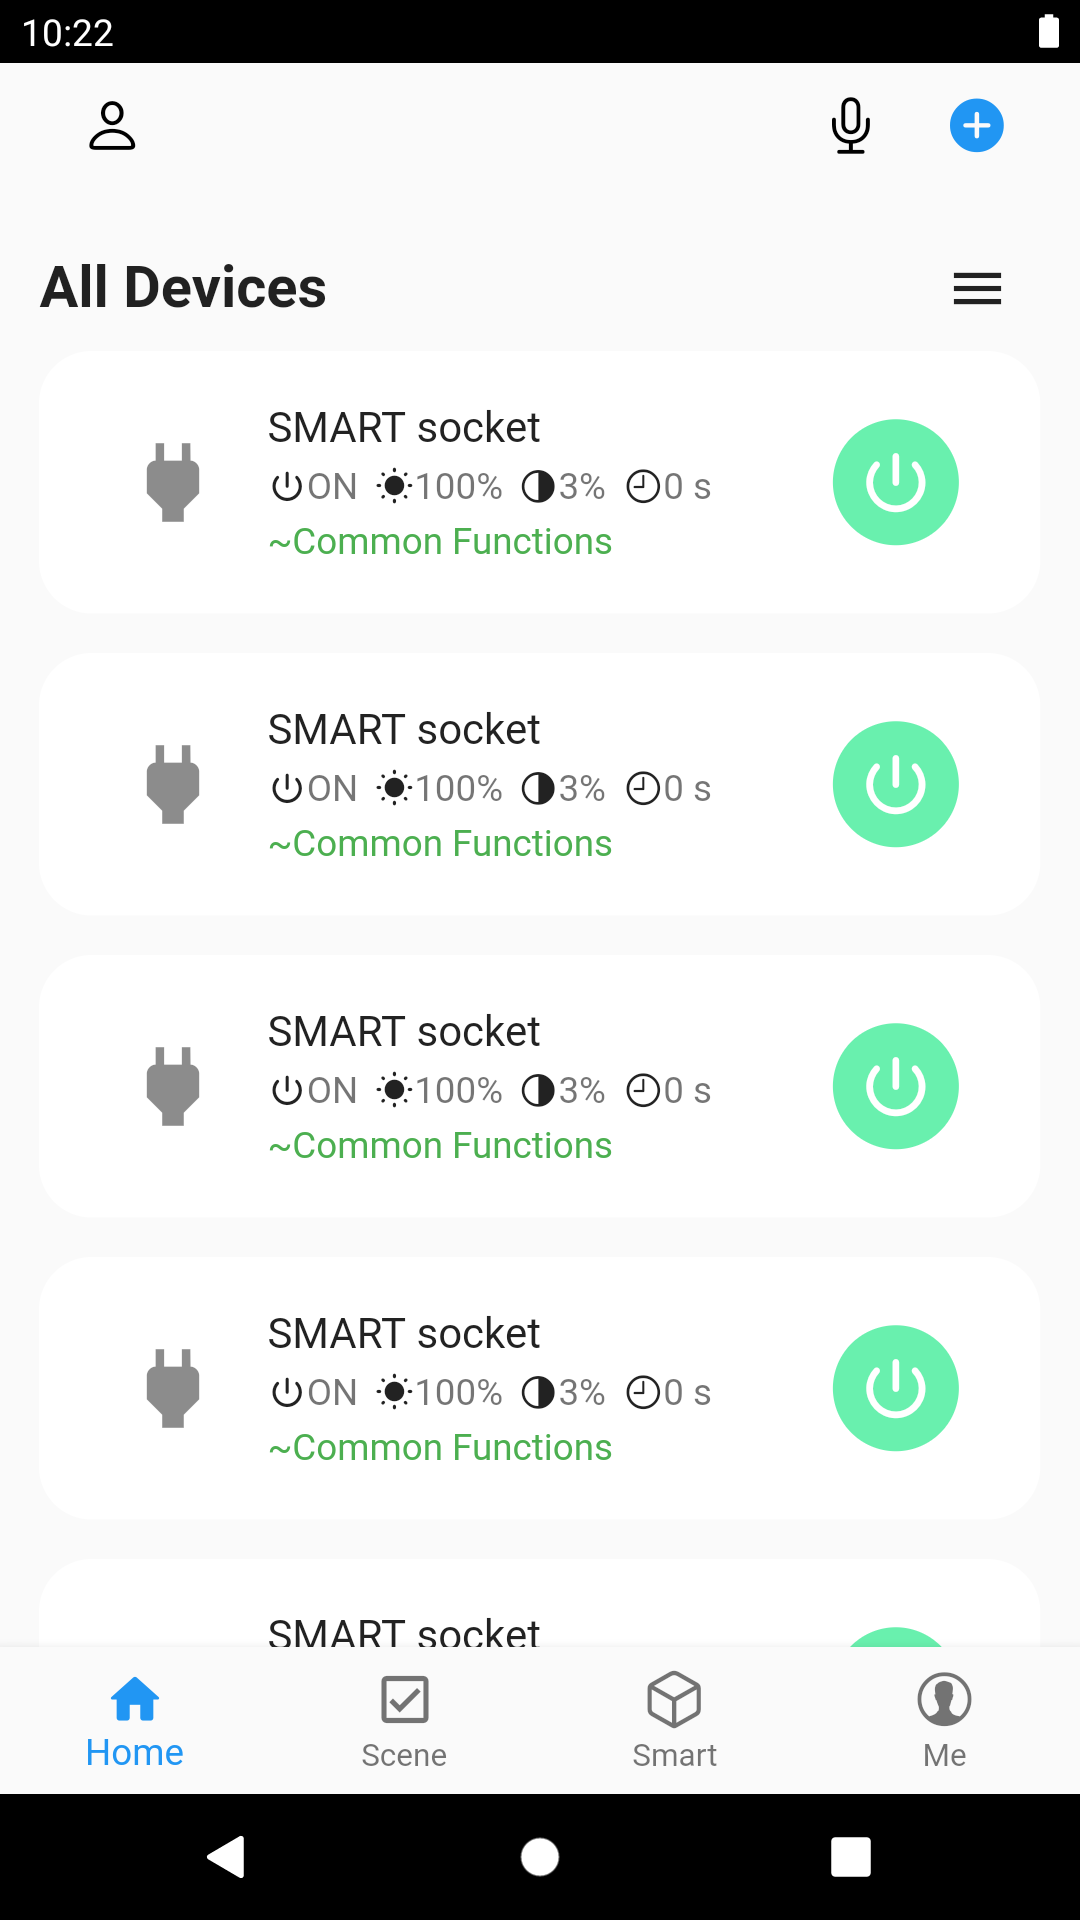 10:22
All Devices
SMART socket
ON 100% 3% 0 s
~Common Functions
SMART socket
ON 100% 3% 0 s
~Common Functions
SMART socket
ON 100% 3% 0 s
~Common Functions
SMART socket
ON 100% 3% 0 s
~Common Functions
SMART socket
Home Scene Smart Me